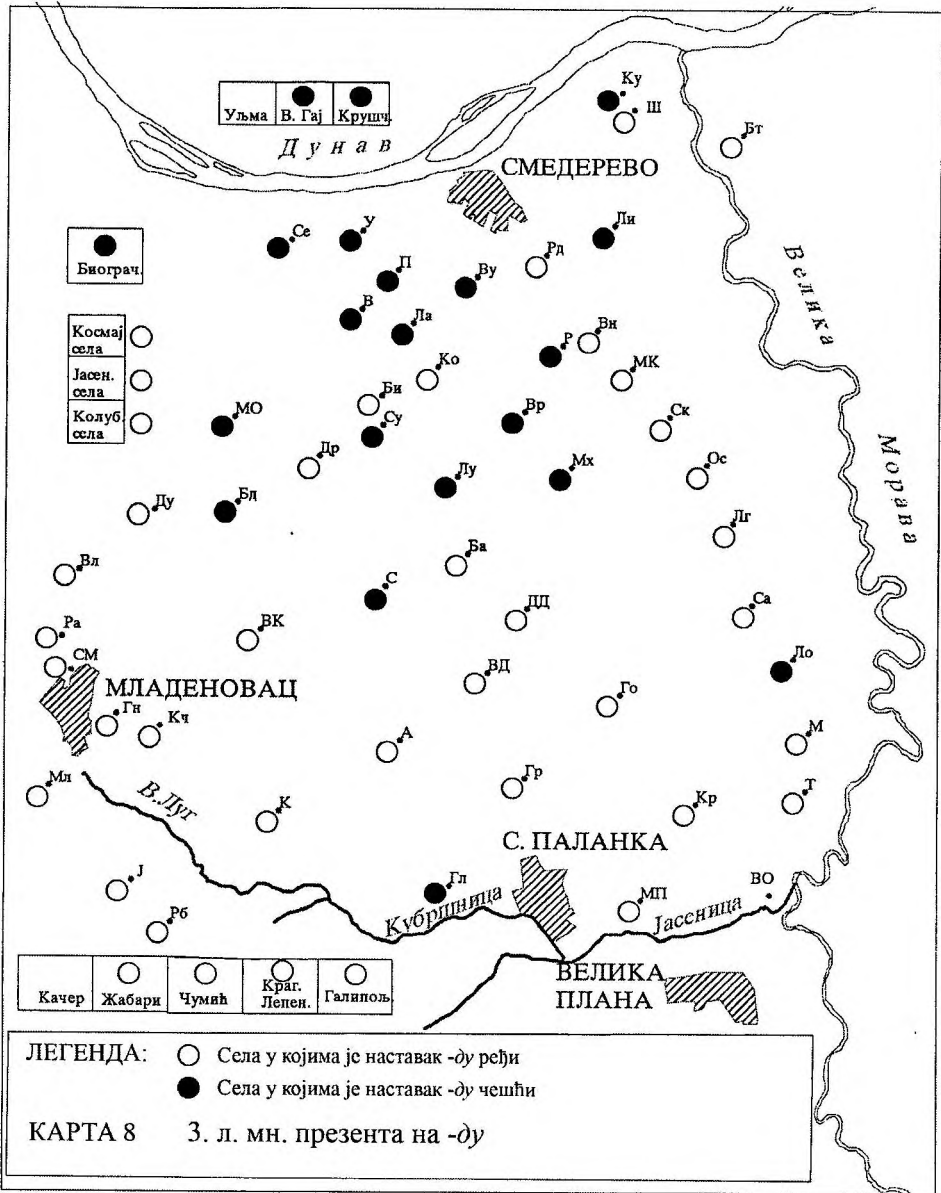 Ку
Ш
Уљма В. Гај Крушч.
Бт
Дунав
СМЕДЕРЕВО
Се
У
Ли
Рд
П
Ву
Биограч.
Велика
В
Ла
Космај села
Вн
Р
Јасен. села
Ко
МК
Би
Колуб. села
МО
Су
Вр
Ск
Морава
Др
Лу
Мх
Ос
Ду
Бд
Лг
Ба
Вл
С
ДД
Са
Ра
ВК
СМ
ВД
Ло
МЛАДЕНОВАЦ
Го
Гн
Кч
А
М
Мл
В.Луг
К
Гр
Кр
Т
С. ПАЛАНКА
Ј
Гл
МП
ВО
Рб
Кубршница
Јасеница
ВЕЛИКА
ПЛАНА
Качер Жабари Чумић Краг. Лепен. Галипољ
ЛЕГЕНДА: Села у којима је наставак -ду ређи
Села у којима је наставак -ду чешћи
КАРТА 8 3. л. мн. презента на -ду